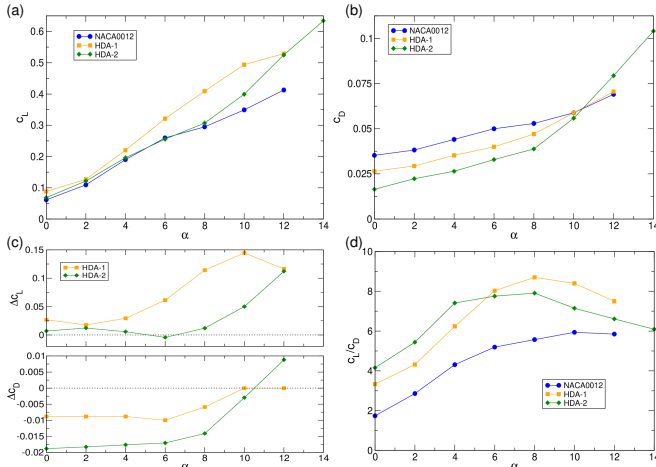 (a)
0.6
0.5
0.4
0.3
0.2
0.1
0
c_L
NACA0012
HDA-1
HDA-2
0 2 4 6 8 10 12 14
α
(b)
0.1
0.075
0.05
0.025
0
c_D
NACA0012
HDA-1
HDA-2
0 2 4 6 8 10 12 14
α
(c)
0.15
0.1
0.05
0
Δc_L
HDA-1
HDA-2
0.01
0.005
0
-0.005
-0.01
-0.015
-0.02
Δc_D
0 2 4 6 8 10 12
α
(d)
10
8
6
4
2
0
c_L/c_D
NACA0012
HDA-1
HDA-2
0 2 4 6 8 10 12 14
α